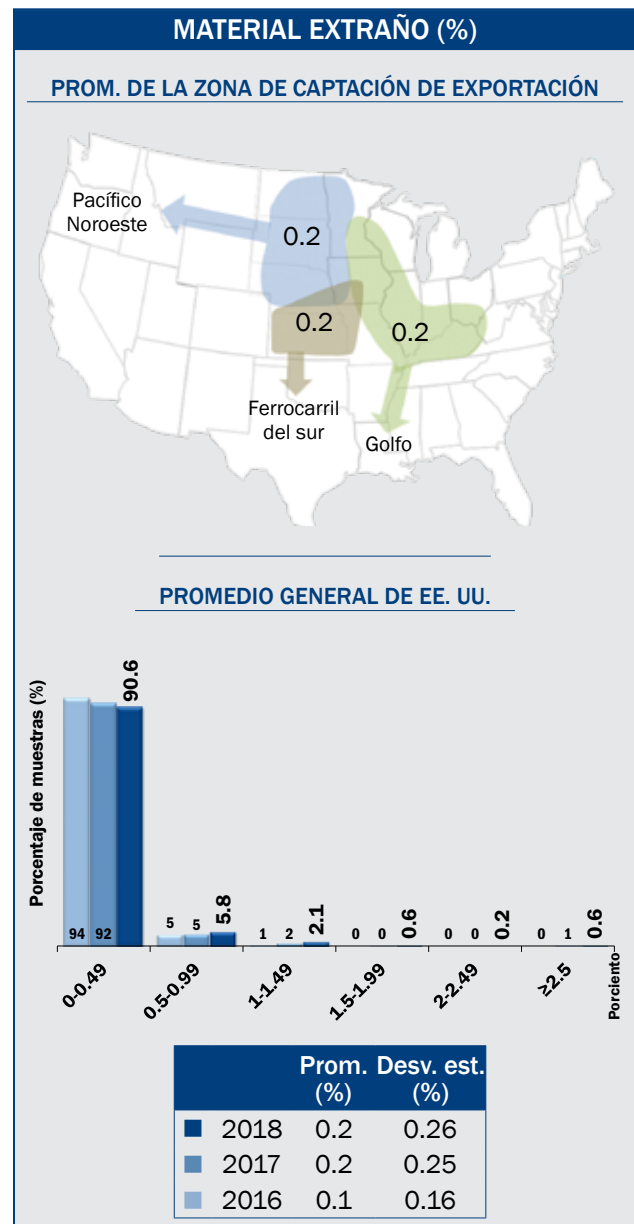 MATERIAL EXTRAÑO (%)
PROM. DE LA ZONA DE CAPTACIÓN DE EXPORTACIÓN
Pacífico
Noroeste
0.2
0.2
0.2
Ferrocarril
del sur
Golfo
PROMEDIO GENERAL DE EE. UU.
Porcentaje de muestras (%)
94 92 90.6
5 5 5.8
1 2 2.1
0 0 0.6
0 0 0.2
0 1 0.6
0-0.49 0.5-0.99 1-1.49 1.5-1.99 2-2.49 ≥2.5
Porciento
Prom. Desv. est.
(%) (%)
2018 0.2 0.26
2017 0.2 0.25
2016 0.1 0.16